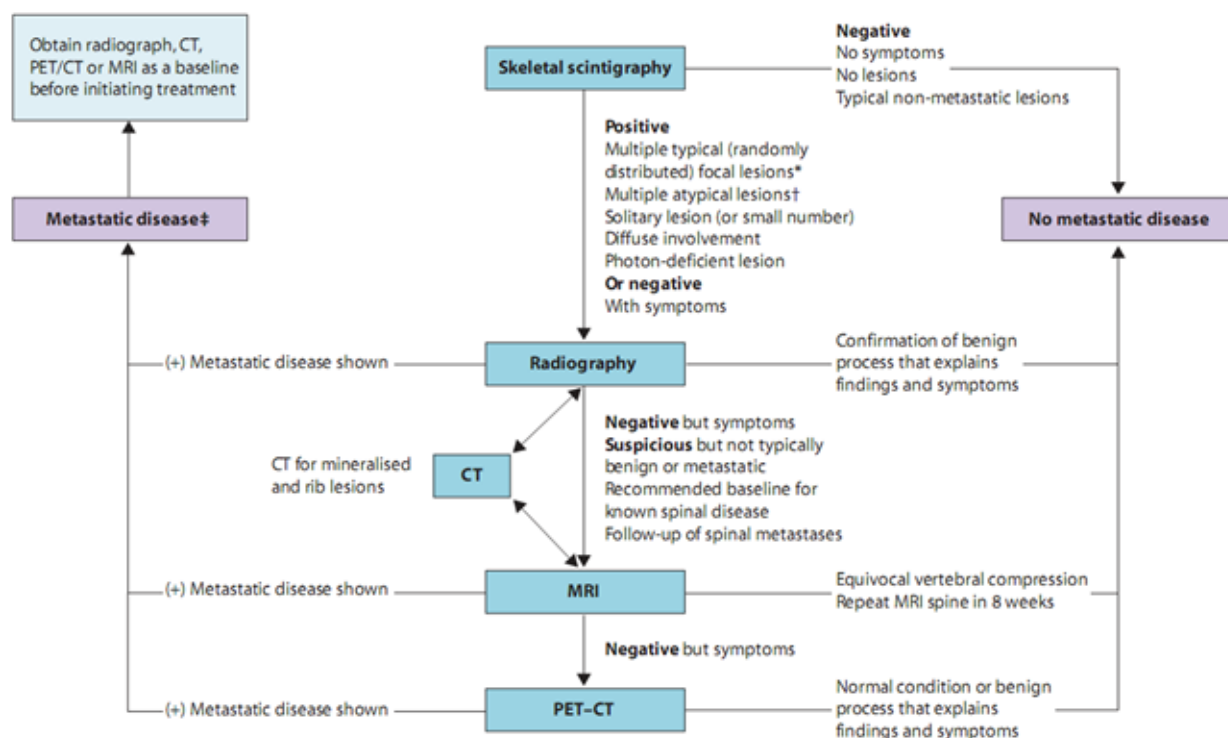 Obtain radiograph, CT,
PET/CT or MRI as a baseline
before initiating treatment
Skeletal scintigraphy
Negative
No symptoms
No lesions
Typical non-metastatic lesions
Positive
Multiple typical (randomly
distributed) focal lesions*
Multiple atypical lesions†
Solitary lesion (or small number)
Diffuse involvement
Photon-deficient lesion
Or negative
With symptoms
Metastatic disease‡
No metastatic disease
(+) Metastatic disease shown
Radiography
Confirmation of benign
process that explains
findings and symptoms
Negative but symptoms
Suspicious but not typically
benign or metastatic
Recommended baseline for
known spinal disease
Follow-up of spinal metastases
CT for mineralised
and rib lesions
CT
(+) Metastatic disease shown
MRI
Equivocal vertebral compression
Repeat MRI spine in 8 weeks
Negative but symptoms
(+) Metastatic disease shown
PET–CT
Normal condition or benign
process that explains
findings and symptoms